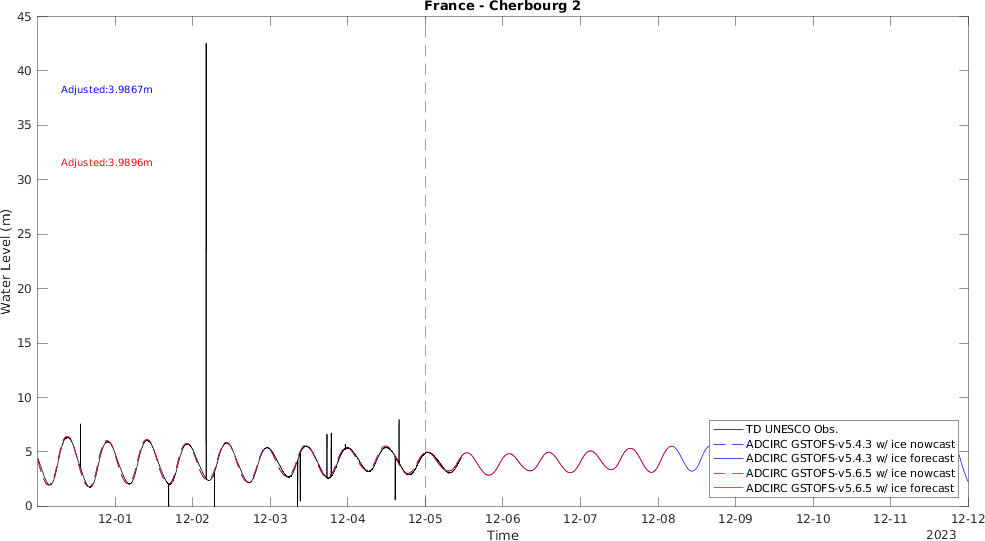 France - Cherbourg 2
45
40
35
30
25
20
15
10
5
0
Water Level (m)
Adjusted:3.9867m
Adjusted:3.9896m
TD UNESCO Obs.
ADCIRC GSTOFS-v5.4.3 w/ ice nowcast
ADCIRC GSTOFS-v5.4.3 w/ ice forecast
ADCIRC GSTOFS-v5.6.5 w/ ice nowcast
ADCIRC GSTOFS-v5.6.5 w/ ice forecast
12-01 12-02 12-03 12-04 12-05 12-06 12-07 12-08 12-09 12-10 12-11 12-12
Time
2023